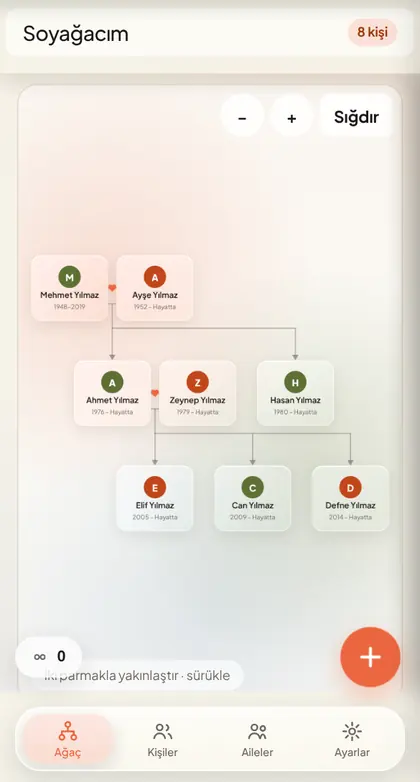 Soyağacım
8 kişi
-
+
Sığdır
M
A
Mehmet Yılmaz
Ayşe Yılmaz
1948–2019
1952 – Hayatta
A
Z
H
Ahmet Yılmaz
Zeynep Yılmaz
Hasan Yılmaz
1976 – Hayatta
1979 – Hayatta
1980 – Hayatta
E
C
D
Elif Yılmaz
Can Yılmaz
Defne Yılmaz
2005 – Hayatta
2009 – Hayatta
2014 – Hayatta
∞ 0
İki parmakla yakınlaştır · sürükle
+
Ağaç
Kişiler
Aileler
Ayarlar